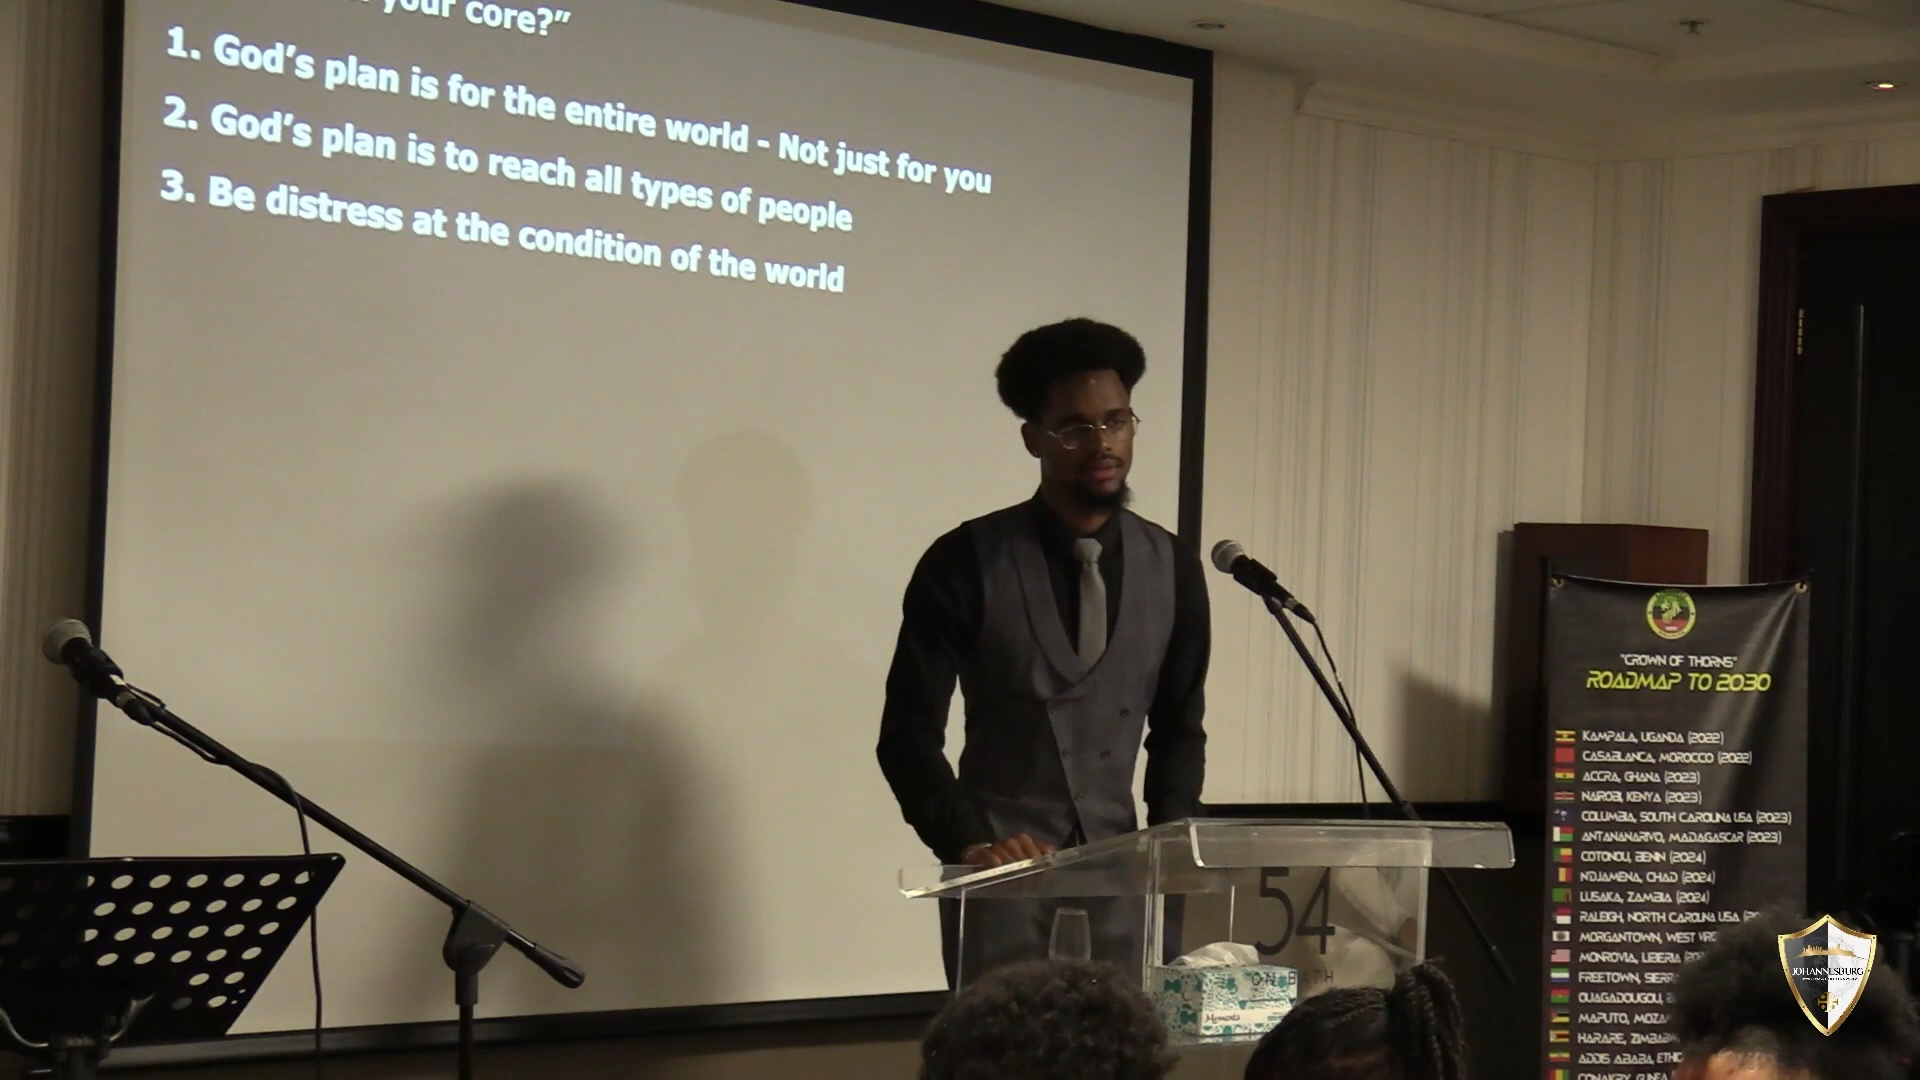 your core?”
1. God’s plan is for the entire world - Not just for you
2. God’s plan is to reach all types of people
3. Be distress at the condition of the world
"CROWN OF THORNS"
ROADMAP TO 2030
KAMPALA, UGANDA (2022)
CASABLANCA, MOROCCO (2022)
ACCRA, GHANA (2023)
NAIROBI, KENYA (2023)
COLUMBIA, SOUTH CAROLINA USA (2023)
ANTANANARIVO, MADAGASCAR (2023)
COTONOU, BENIN (2024)
NDJAMENA, CHAD (2024)
LUSAKA, ZAMBIA (2024)
RALEIGH, NORTH CAROLINA USA
MORGANTOWN, WEST
MONROVIA, LIBERIA
FREETOWN,
OUAGADOUGOU,
MAPUTO,
HARARE,
ADDIS ABABA,
CONAKRY,
54
ON BATH
Moments
JOHANNESBURG